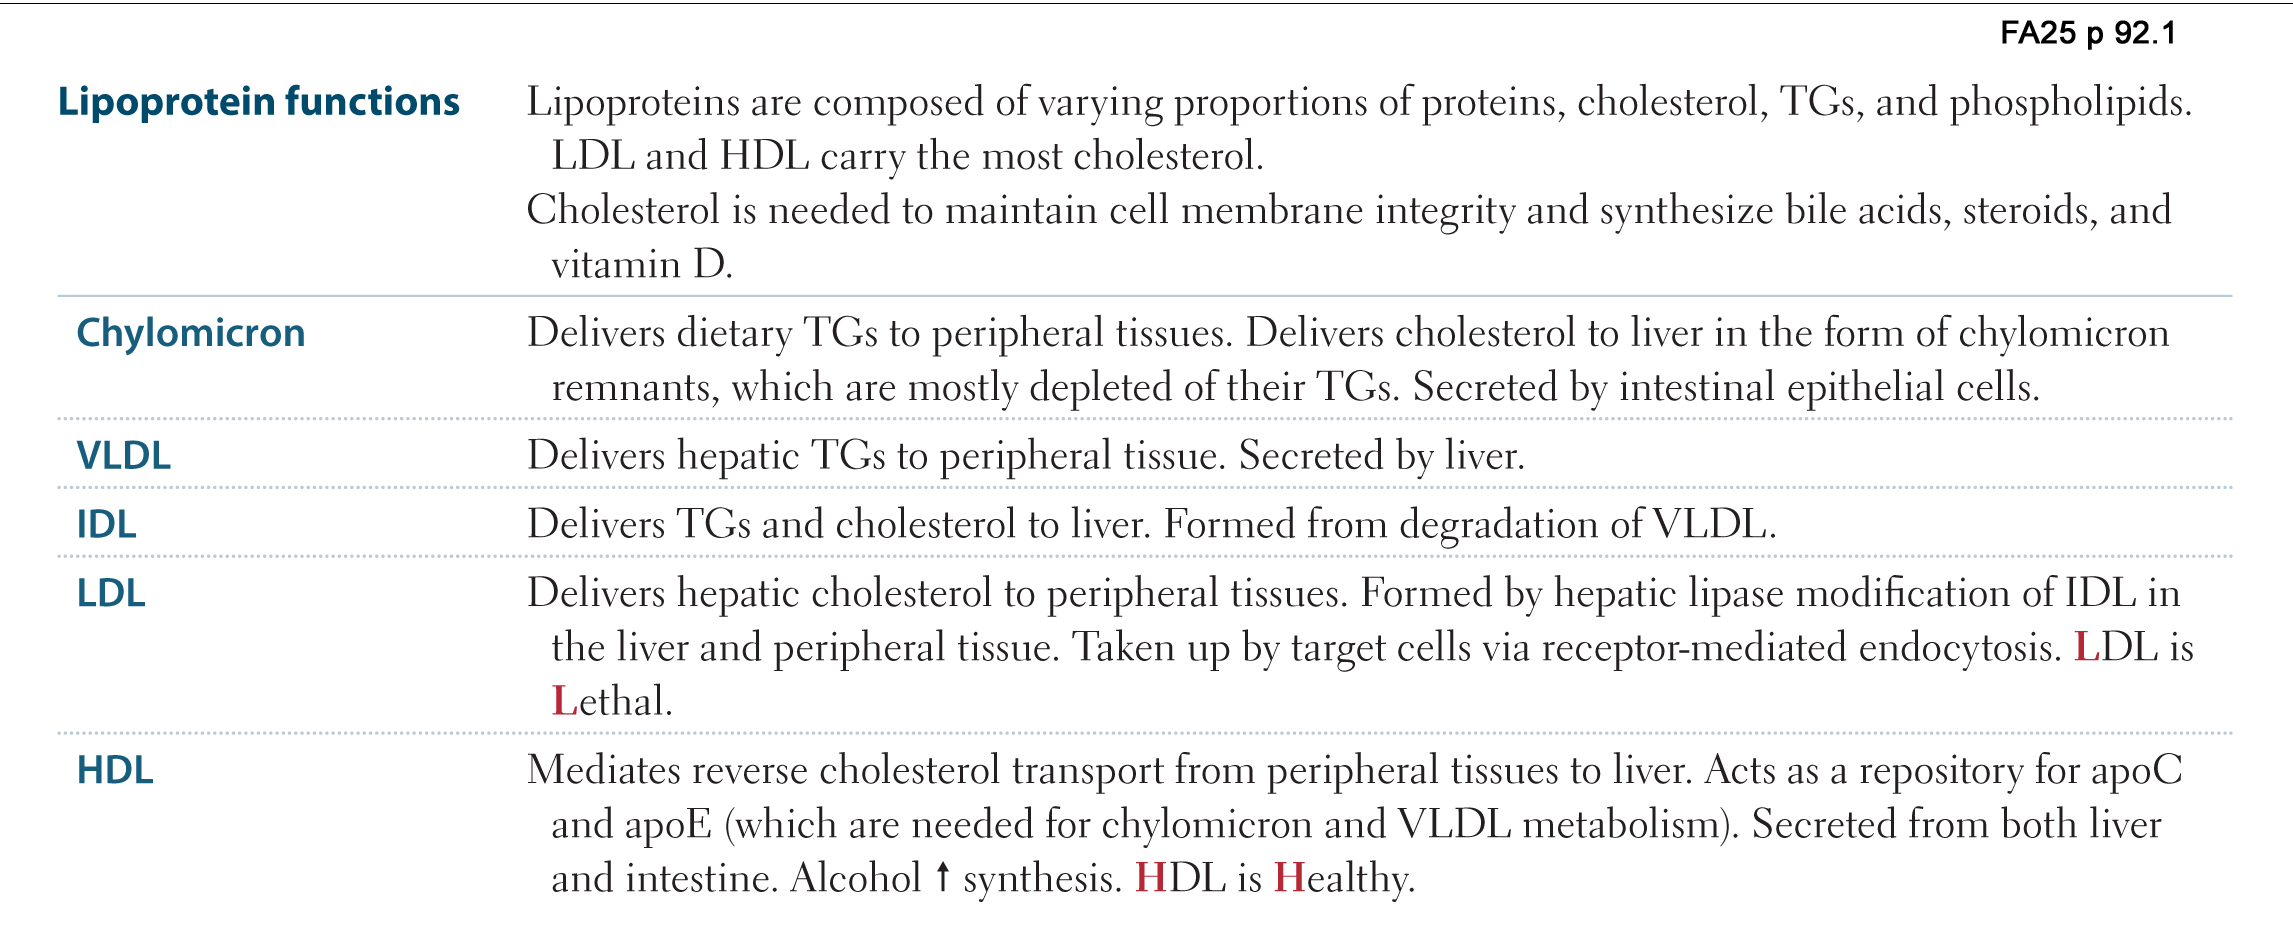 FA25 p 92.1
Lipoprotein functions Lipoproteins are composed of varying proportions of proteins, cholesterol, TGs, and phospholipids.
LDL and HDL carry the most cholesterol.
Cholesterol is needed to maintain cell membrane integrity and synthesize bile acids, steroids, and
vitamin D.
Chylomicron Delivers dietary TGs to peripheral tissues. Delivers cholesterol to liver in the form of chylomicron
remnants, which are mostly depleted of their TGs. Secreted by intestinal epithelial cells.
VLDL Delivers hepatic TGs to peripheral tissue. Secreted by liver.
IDL Delivers TGs and cholesterol to liver. Formed from degradation of VLDL.
LDL Delivers hepatic cholesterol to peripheral tissues. Formed by hepatic lipase modification of IDL in
the liver and peripheral tissue. Taken up by target cells via receptor-mediated endocytosis. LDL is
Lethal.
HDL Mediates reverse cholesterol transport from peripheral tissues to liver. Acts as a repository for apoC
and apoE (which are needed for chylomicron and VLDL metabolism). Secreted from both liver
and intestine. Alcohol ↑ synthesis. HDL is Healthy.